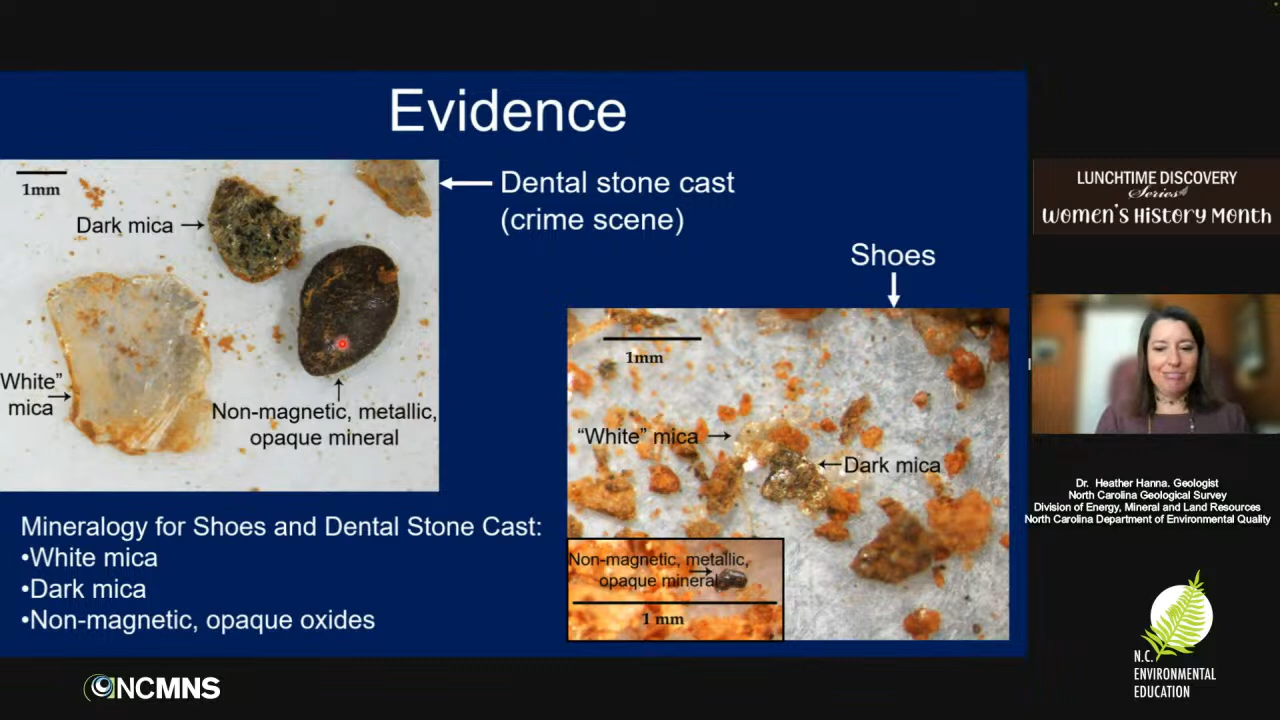 Evidence
1mm
Dark mica
White”
mica
Non-magnetic, metallic,
opaque mineral
Dental stone cast
(crime scene)
Shoes
1mm
“White” mica
Dark mica
Non-magnetic, metallic,
opaque mineral
1 mm
Mineralogy for Shoes and Dental Stone Cast:
•White mica
•Dark mica
•Non-magnetic, opaque oxides
NCMNS
LUNCHTIME DISCOVERY
Series
Women's History Month
Dr. Heather Hanna. Geologist
North Carolina Geological Survey
Division of Energy, Mineral and Land Resources
North Carolina Department of Environmental Quality
N.C.
ENVIRONMENTAL
EDUCATION